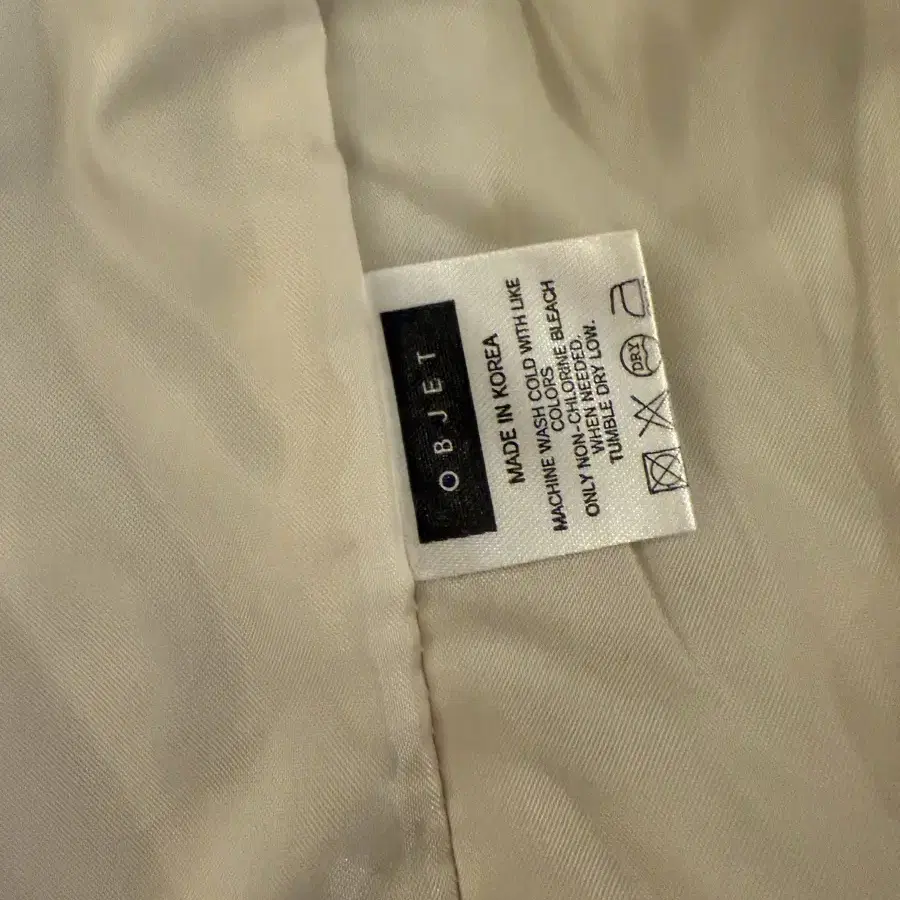 OBJET
MADE IN KOREA
MACHINE WASH COLD WITH LIKE
COLORS
ONLY NON-CHLORINE BLEACH
WHEN NEEDED.
TUMBLE DRY LOW.
DRY